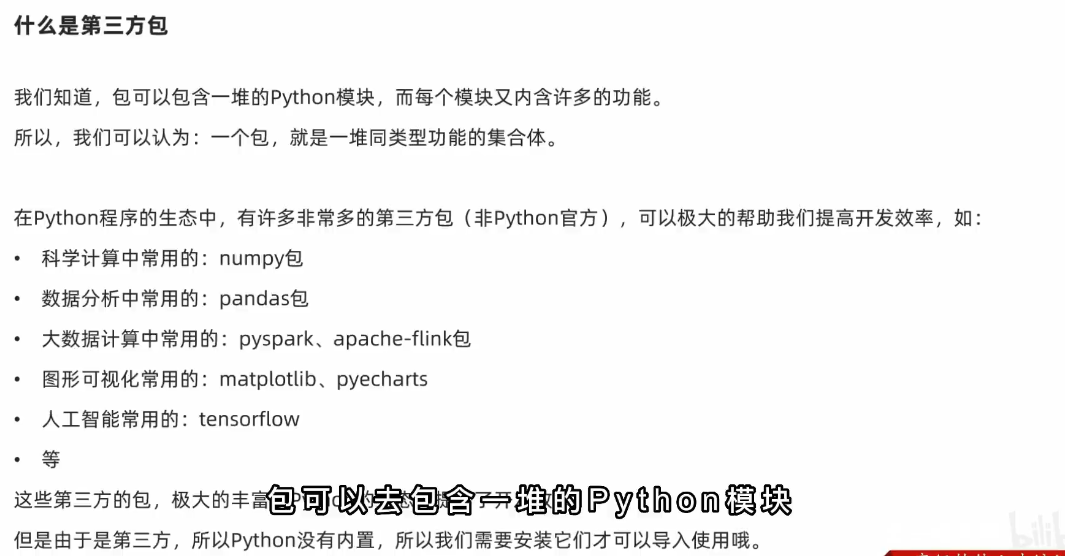 什么是第三方包
我们知道，包可以包含一堆的Python模块，而每个模块又内含许多的功能。
所以，我们可以认为：一个包，就是一堆同类型功能的集合体。
在Python程序的生态中，有许多非常多的第三方包（非Python官方），可以极大的帮助我们提高开发效率，如：
• 科学计算中常用的：numpy包
• 数据分析中常用的：pandas包
• 大数据计算中常用的：pyspark、apache-flink包
• 图形可视化常用的：matplotlib、pyecharts
• 人工智能常用的：tensorflow
• 等
这些第三方的包，极大的丰富
包可以去包含一堆的Python模块
但是由于是第三方，所以Python没有内置，所以我们需要安装它们才可以导入使用哦。
bilib